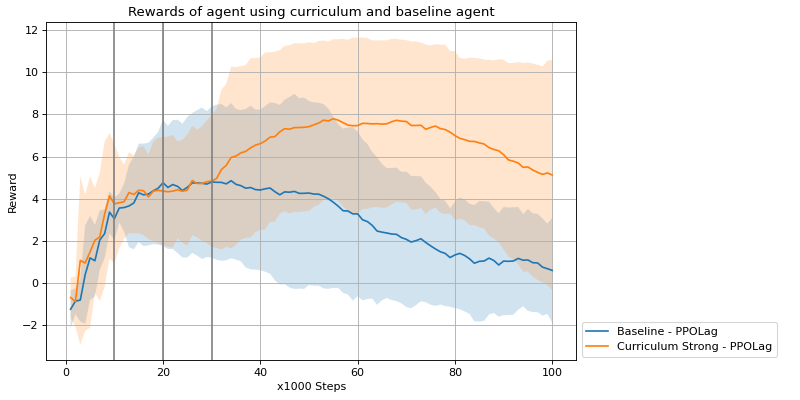 Rewards of agent using curriculum and baseline agent
12
10
8
6
4
2
0
−2
Reward
0 20 40 60 80 100
x1000 Steps
Baseline - PPOLag
Curriculum Strong - PPOLag